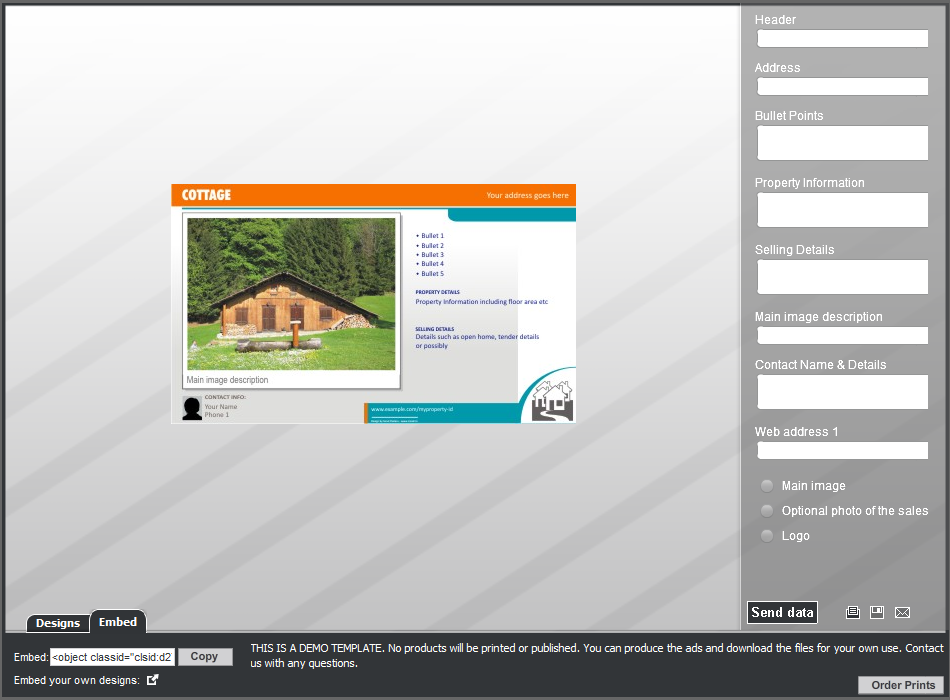 Header
Address
Bullet Points
Property Information
Selling Details
Main image description
Contact Name & Details
Web address 1
Main image
Optional photo of the sales
Logo
Send data
COTTAGE
Your address goes here
• Bullet 1
• Bullet 2
• Bullet 3
• Bullet 4
• Bullet 5
PROPERTY DETAILS
Property Information including floor area etc
SELLING DETAILS
Details such as open home, tender details
or possibly
Main image description
CONTACT INFO:
Your Name
Phone 1
www.example.com/myproperty-id
Designs
Embed
Embed: <object classid="clsid:d2
Copy
Embed your own designs:
THIS IS A DEMO TEMPLATE. No products will be printed or published. You can produce the ads and download the files for your own use. Contact
us with any questions.
Order Prints